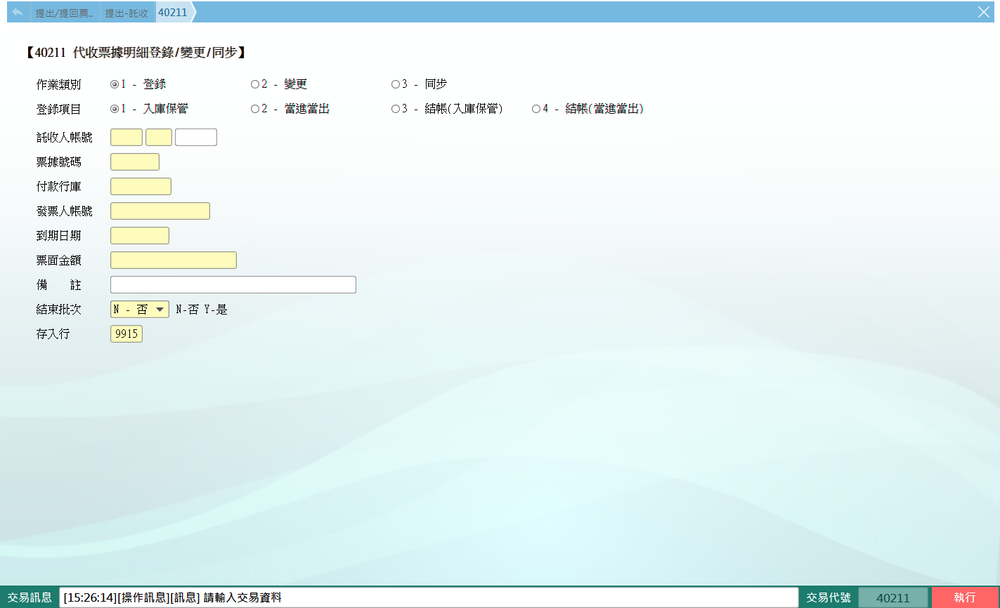 提出/提回票.. 提出-託收 40211
【40211 代收票據明細登錄/變更/同步】
作業類別 1 - 登錄 2 - 變更 3 - 同步
登錄項目 1 - 入庫保管 2 - 當進當出 3 - 結帳(入庫保管) 4 - 結帳(當進當出)
託收人帳號
票據號碼
付款行庫
發票人帳號
到期日期
票面金額
備 註
結束批次 N - 否 N-否 Y-是
存入行 9915
交易訊息 [15:26:14][操作訊息][訊息] 請輸入交易資料 交易代號 40211 執行